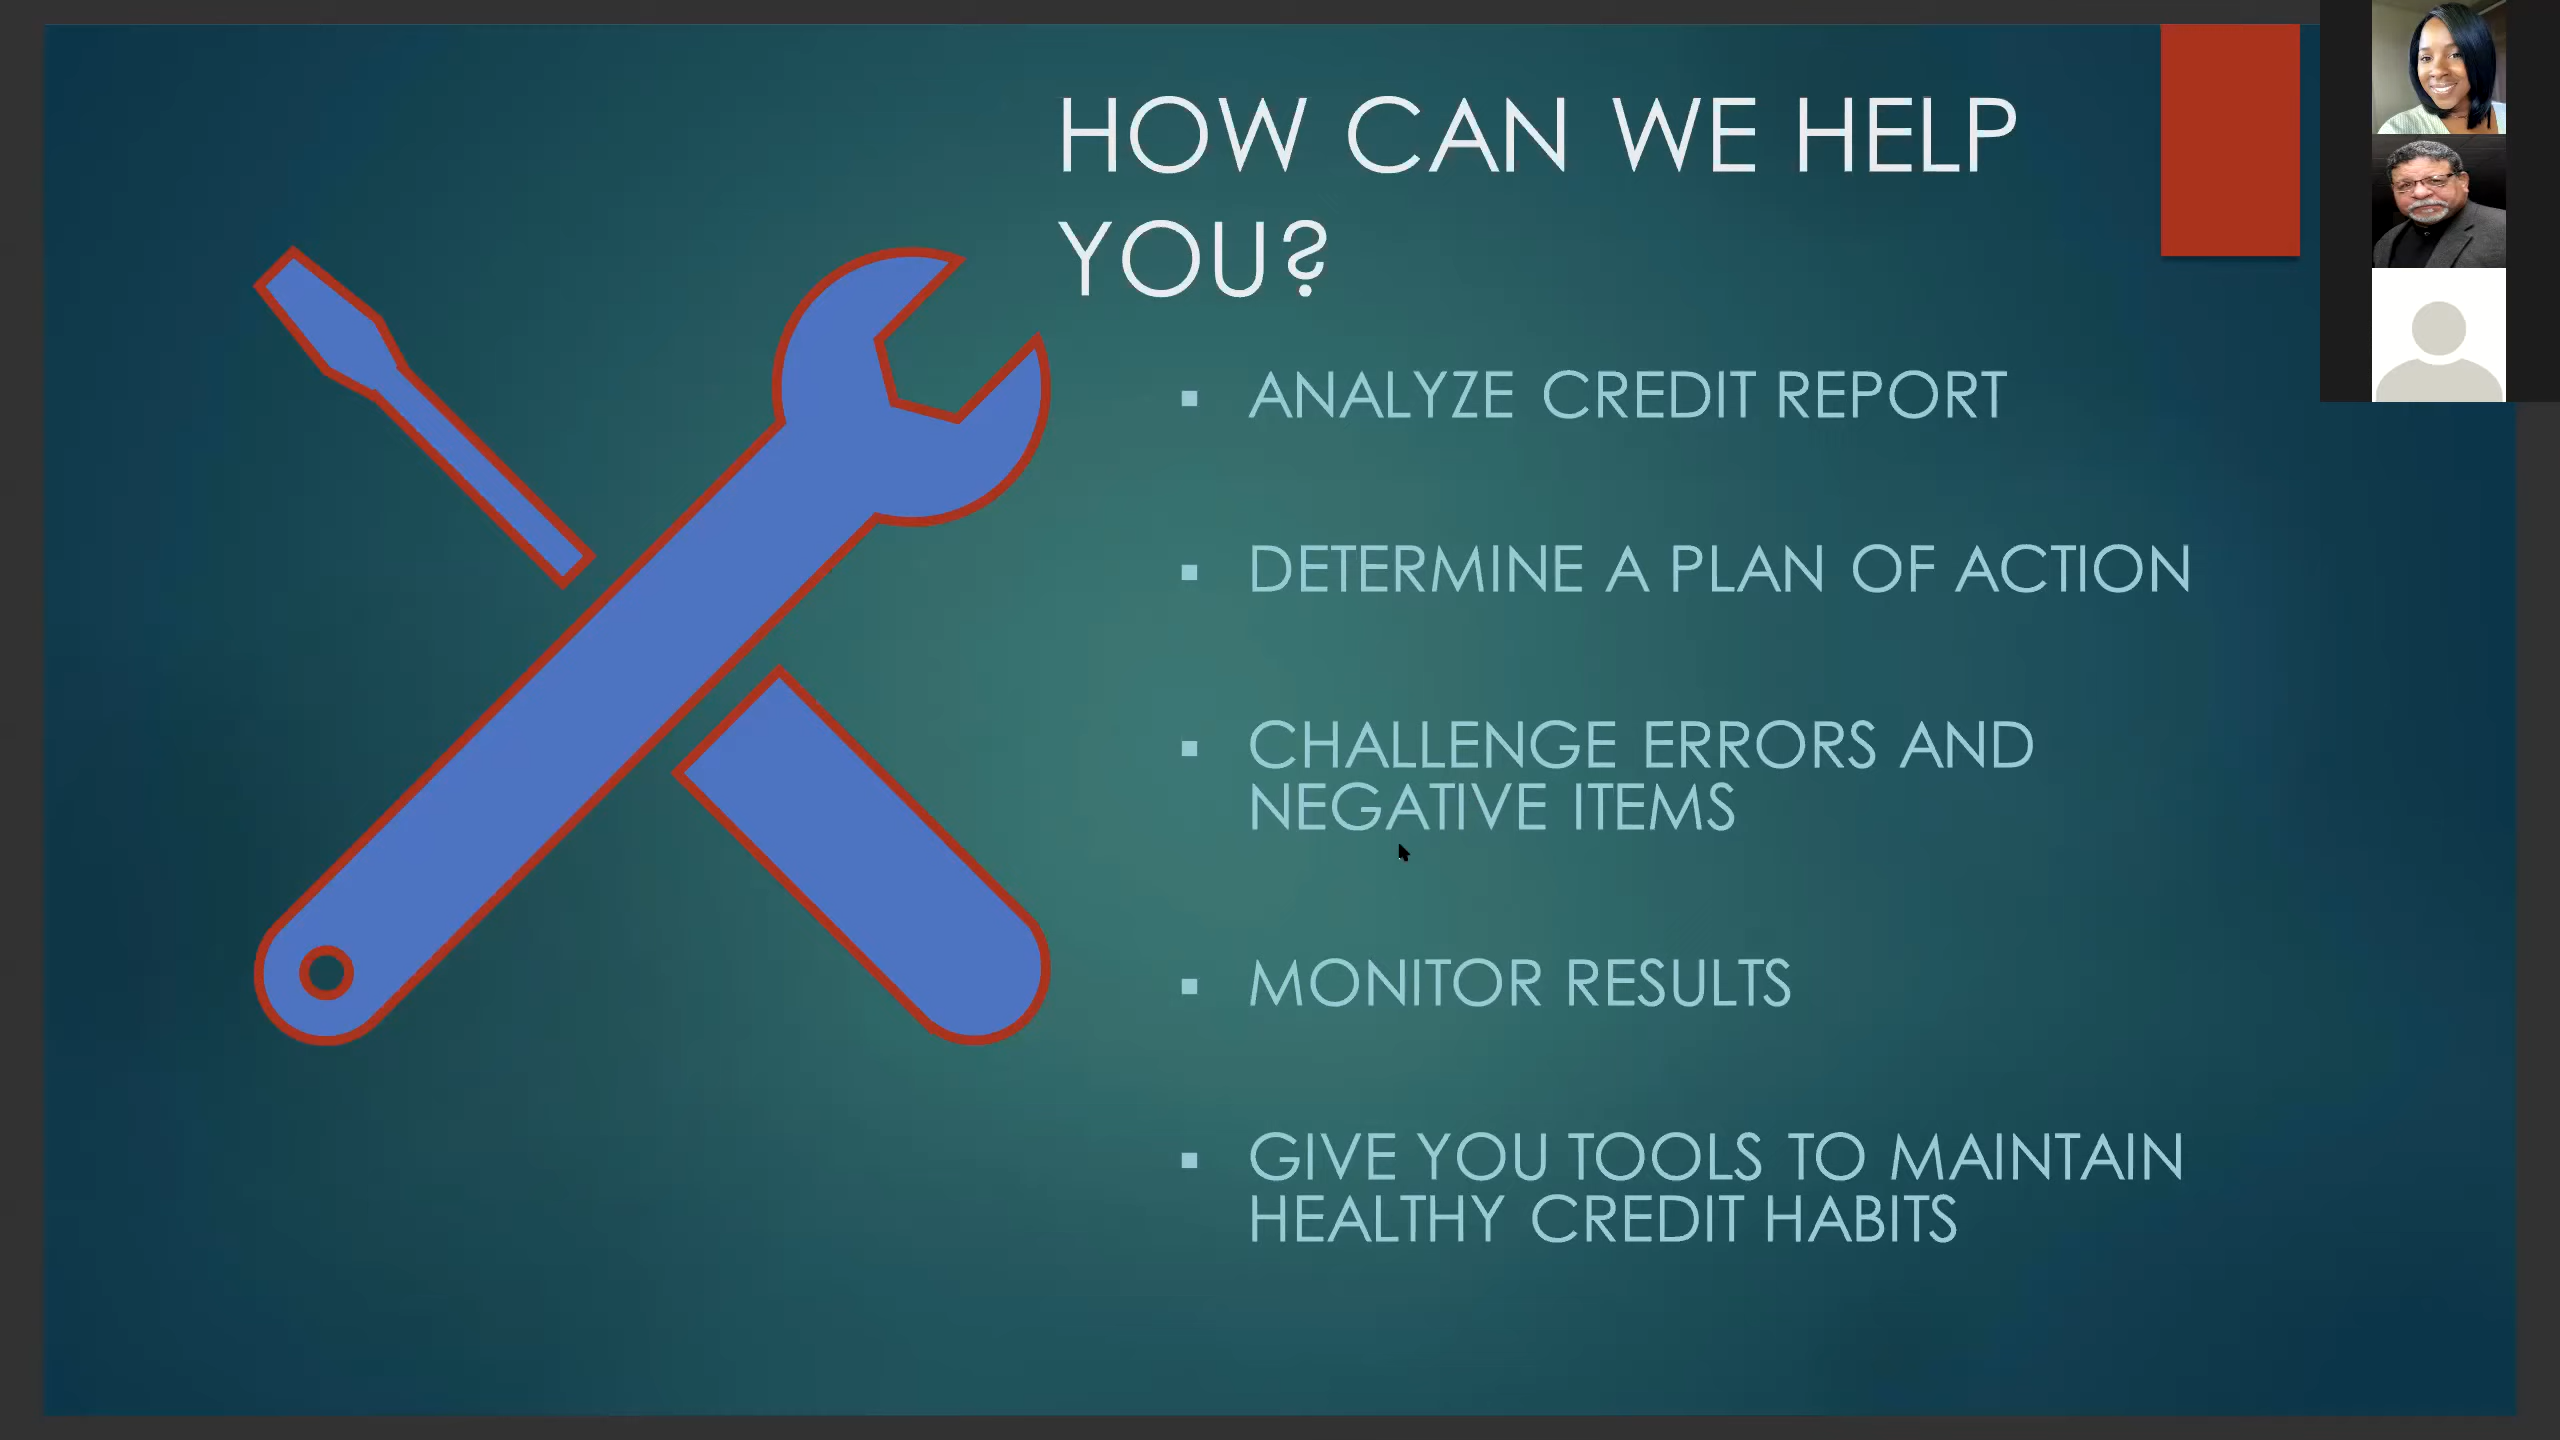 HOW CAN WE HELP
YOU?
▪ ANALYZE CREDIT REPORT
▪ DETERMINE A PLAN OF ACTION
▪ CHALLENGE ERRORS AND
NEGATIVE ITEMS
▪ MONITOR RESULTS
▪ GIVE YOU TOOLS TO MAINTAIN
HEALTHY CREDIT HABITS